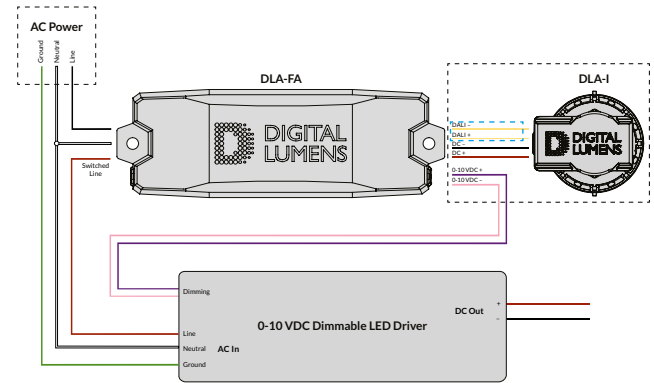 AC Power
Ground
Neutral
Line
DLA-FA
DLA-I
DIGITAL
LUMENS
DALI –
DALI +
DC –
DC +
DIGITAL
LUMENS
Switched
Line
0-10 VDC +
0-10 VDC –
Dimming
0-10 VDC Dimmable LED Driver
DC Out
+
–
Line
Neutral
AC In
Ground